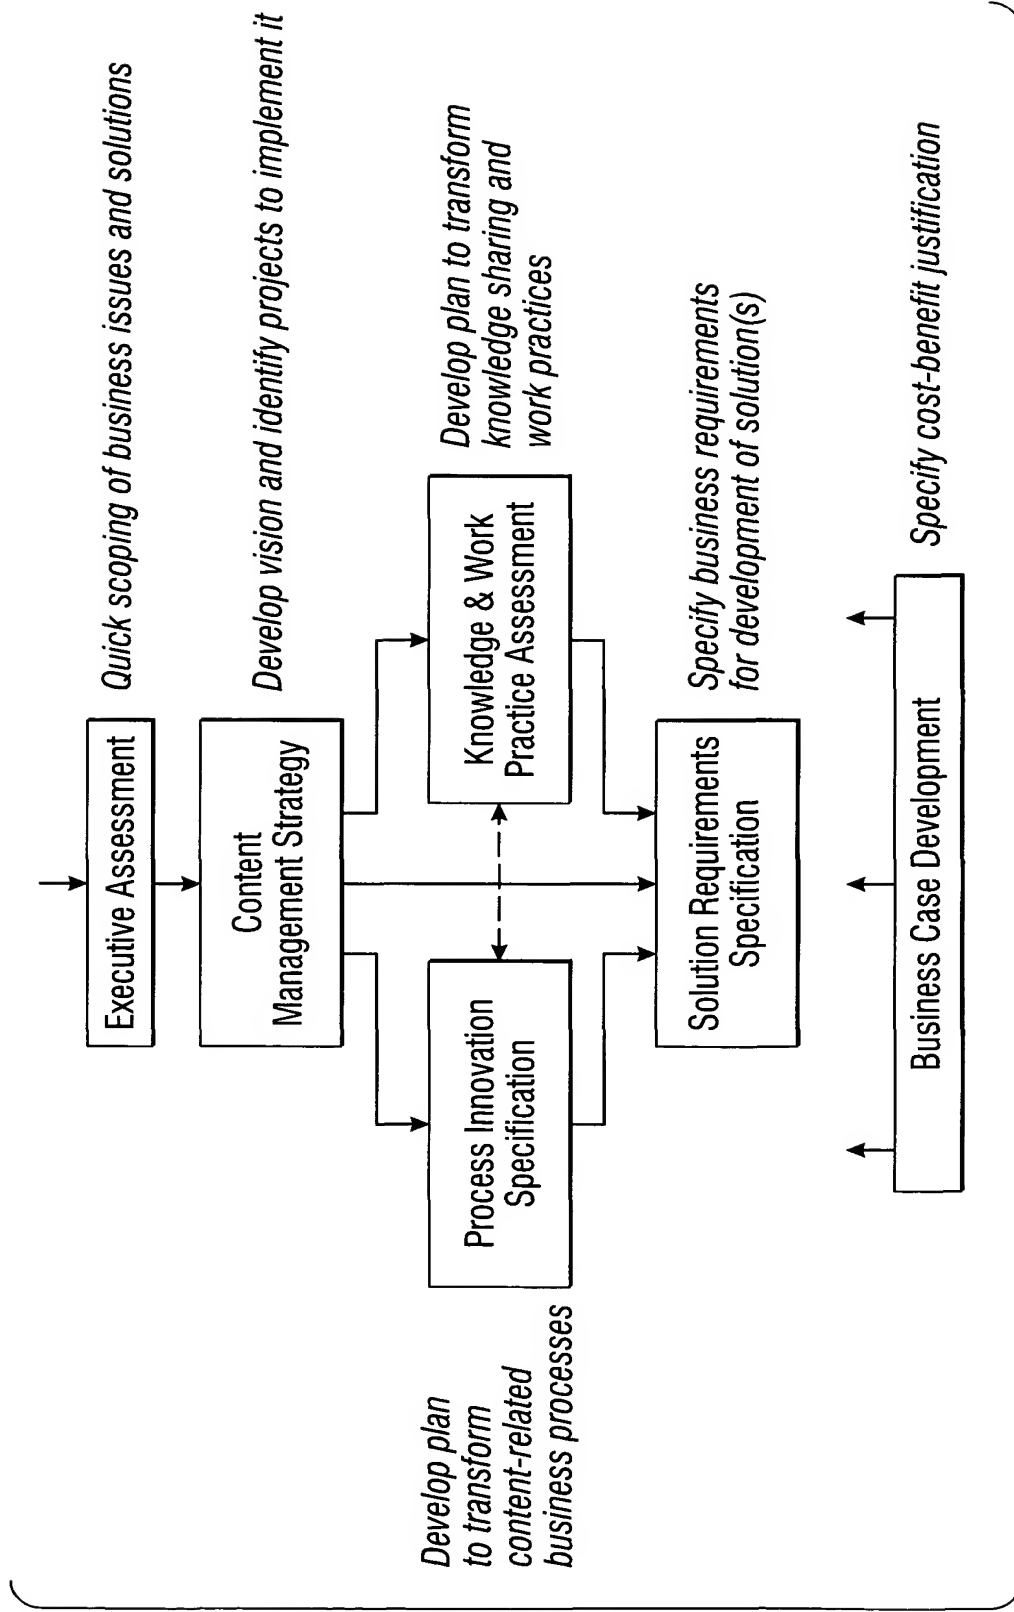 Executive Assessment
Quick scoping of business issues and solutions
Content
Management Strategy
Develop vision and identify projects to implement it
Develop plan
to transform
content-related
business processes
Process Innovation
Specification
Knowledge & Work
Practice Assessment
Develop plan to transform
knowledge sharing and
work practices
Solution Requirements
Specification
Specify business requirements
for development of solution(s)
Business Case Development
Specify cost-benefit justification